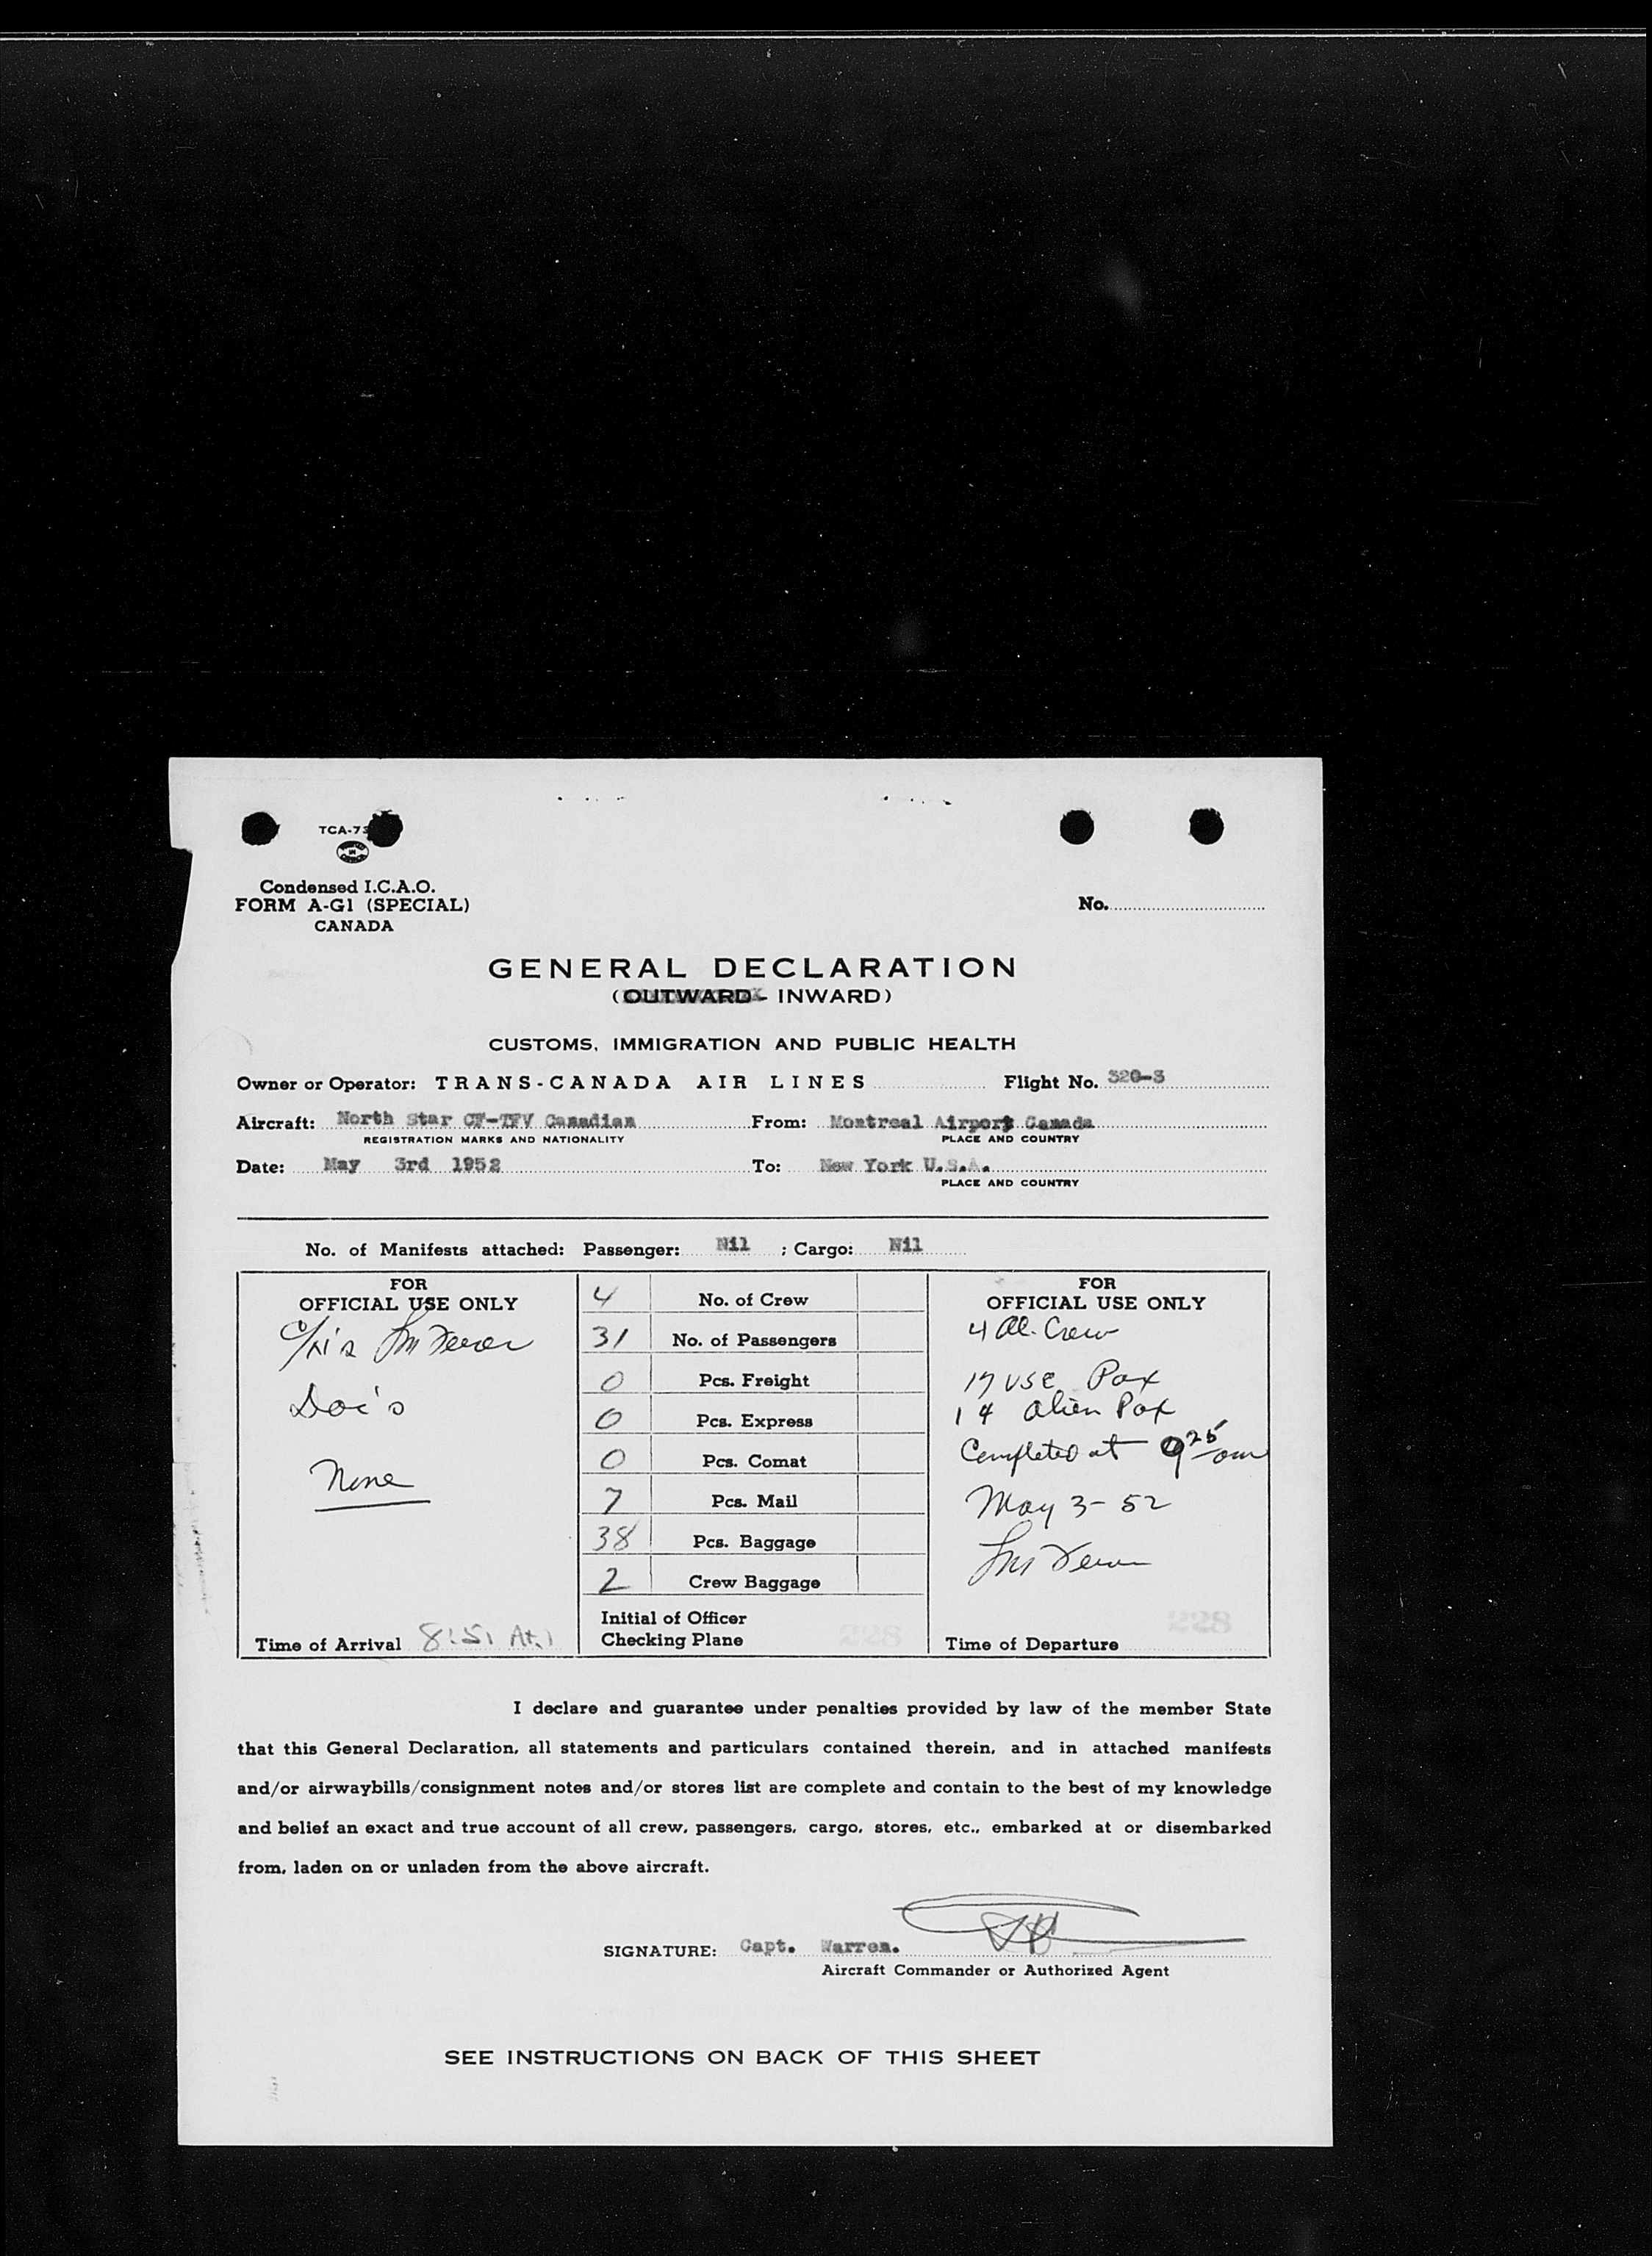 TCA-73
Condensed I.C.A.O.
FORM A-G1 (SPECIAL)
CANADA
No.
GENERAL DECLARATION
(OUTWARD - INWARD)
CUSTOMS, IMMIGRATION AND PUBLIC HEALTH
Owner or Operator: TRANS-CANADA AIR LINES Flight No. 320-3
Aircraft: North Star CF-TFV Canadian From: Montreal Airport Canada
REGISTRATION MARKS AND NATIONALITY PLACE AND COUNTRY
Date: May 3rd 1952 To: New York U.S.A.
PLACE AND COUNTRY
No. of Manifests attached: Passenger: Nil ; Cargo: Nil
FOR
OFFICIAL USE ONLY
None
Time of Arrival 8:51 AM
4 No. of Crew
31 No. of Passengers
0 Pcs. Freight
0 Pcs. Express
0 Pcs. Comat
7 Pcs. Mail
38 Pcs. Baggage
2 Crew Baggage
Initial of Officer
Checking Plane
FOR
OFFICIAL USE ONLY
4 Al. Crew
17 USC Pax
14 alien Pax
Completed at 9 25 am
May 3 - 52
Time of Departure
I declare and guarantee under penalties provided by law of the member State
that this General Declaration, all statements and particulars contained therein, and in attached manifests
and/or airwaybills/consignment notes and/or stores list are complete and contain to the best of my knowledge
and belief an exact and true account of all crew, passengers, cargo, stores, etc., embarked at or disembarked
from, laden on or unladen from the above aircraft.
SIGNATURE: Capt. Warren.
Aircraft Commander or Authorized Agent
SEE INSTRUCTIONS ON BACK OF THIS SHEET